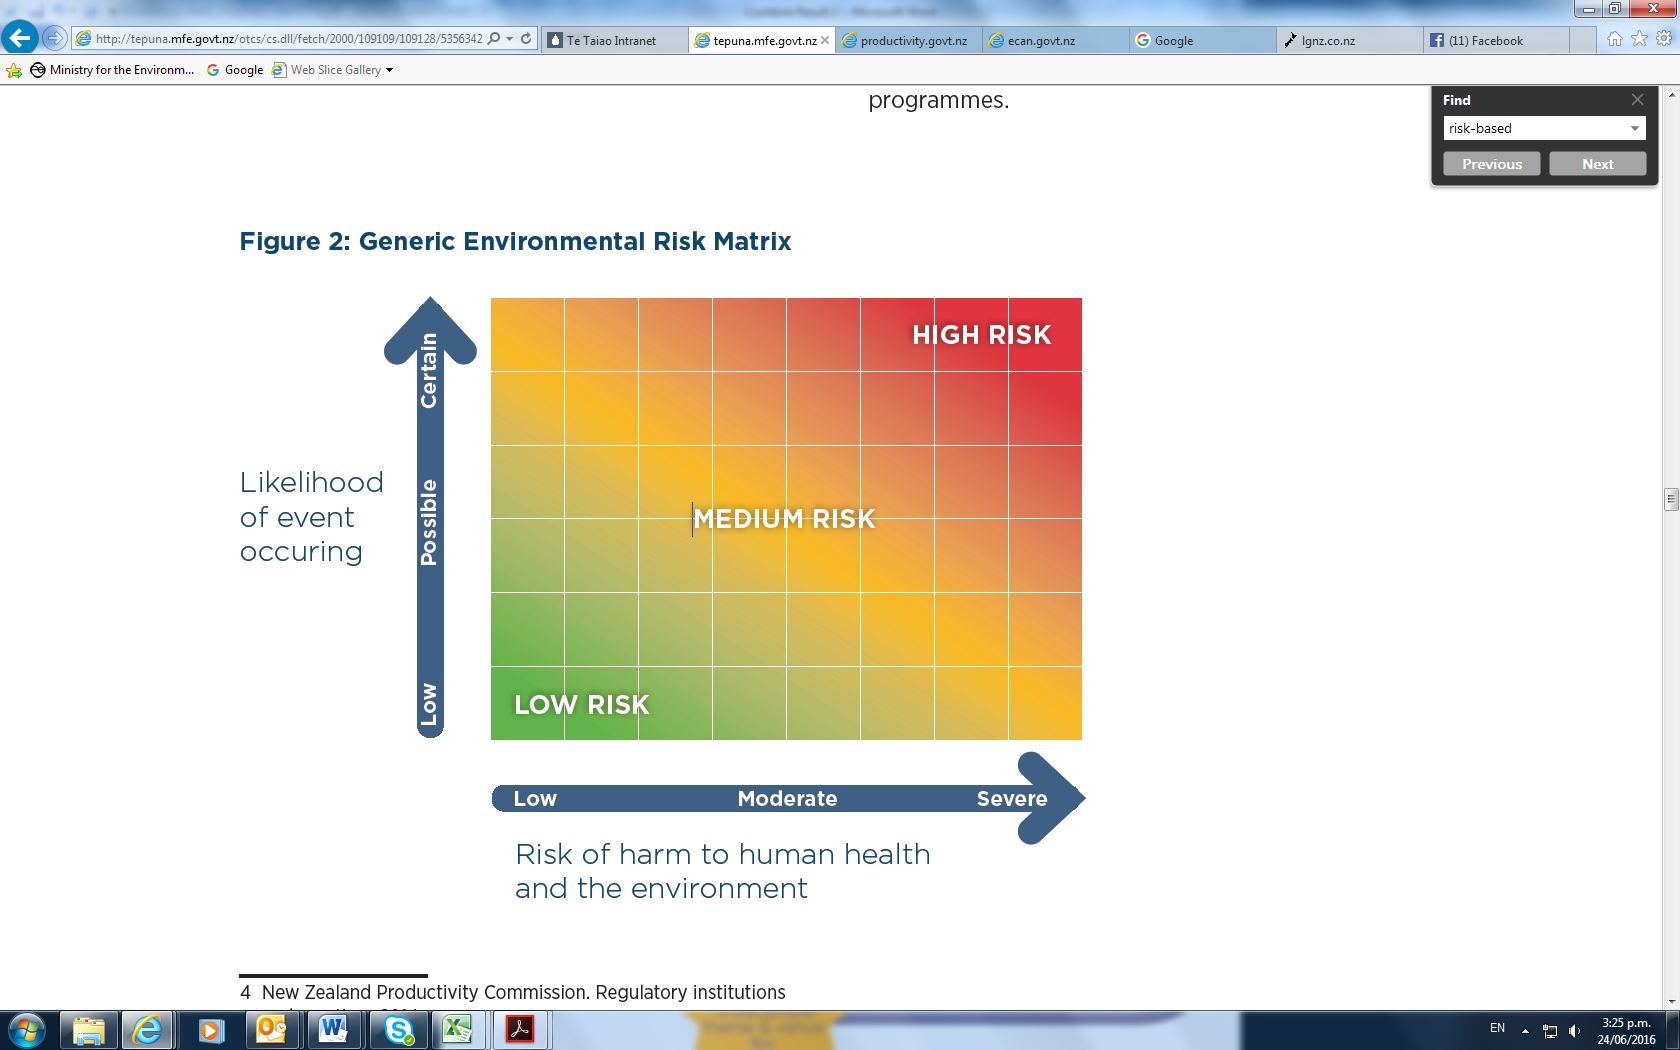 http://tepuna.mfe.govt.nz/otcs/cs.dll/fetch/2000/109109/109128/5356342
Te Taiao Intranet
tepuna.mfe.govt.nz
productivity.govt.nz
ecan.govt.nz
Google
lgnz.co.nz
(11) Facebook
Ministry for the Environm...
Google
Web Slice Gallery
programmes.
Find
risk-based
Previous
Next
Figure 2: Generic Environmental Risk Matrix
HIGH RISK
MEDIUM RISK
LOW RISK
Certain
Possible
Low
Likelihood
of event
occuring
Low
Moderate
Severe
Risk of harm to human health
and the environment
4 New Zealand Productivity Commission. Regulatory institutions
EN
3:25 p.m.
24/06/2016